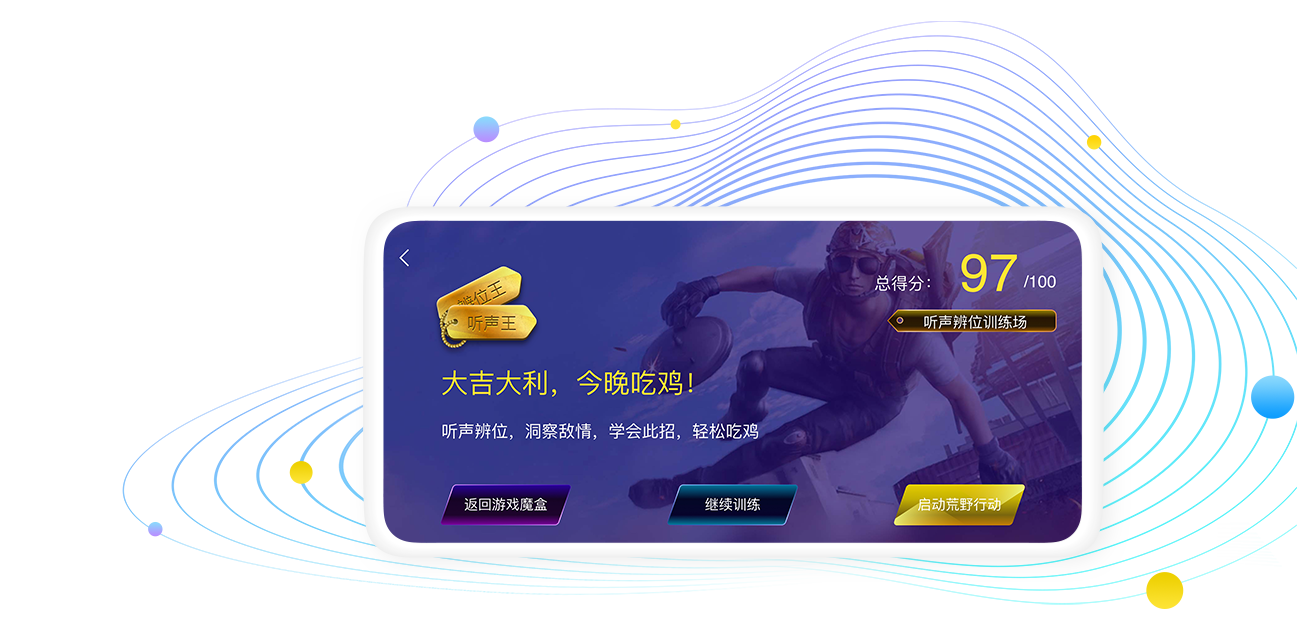 辨位王
听声王
总得分：
97 /100
听声辨位训练场
大吉大利，今晚吃鸡！
听声辨位，洞察敌情，学会此招，轻松吃鸡
返回游戏魔盒
继续训练
启动荒野行动